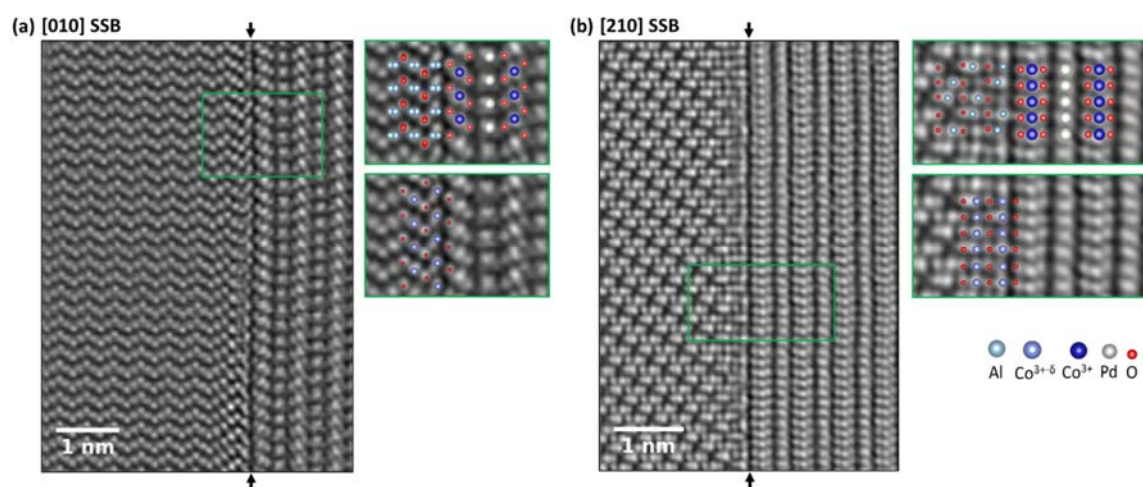 (a) [010] SSB
(b) [210] SSB
1 nm
1 nm
Al Co³⁺⁻ᵟ Co³⁺ Pd O